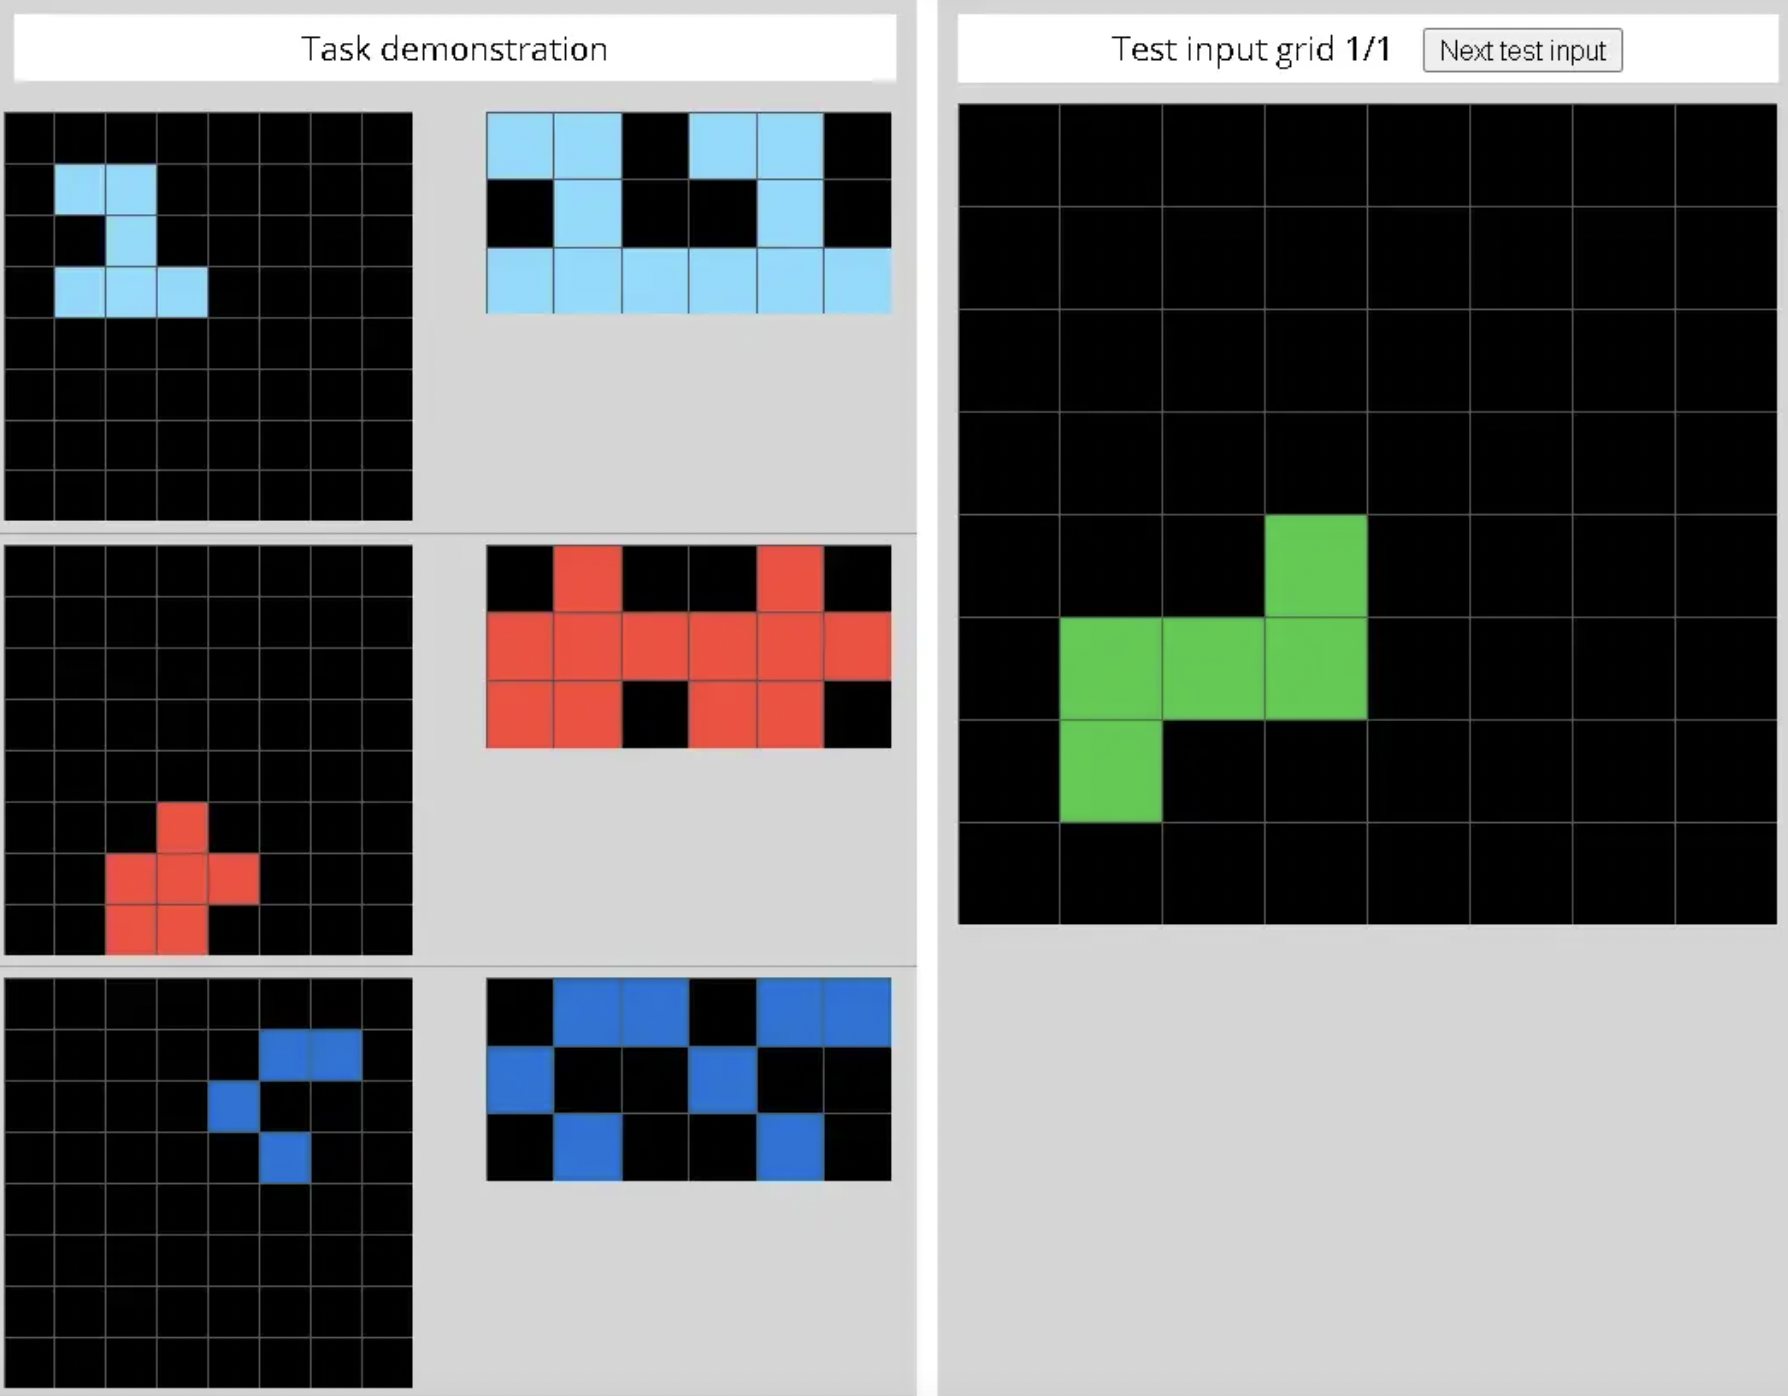 Task demonstration
Test input grid 1/1
Next test input